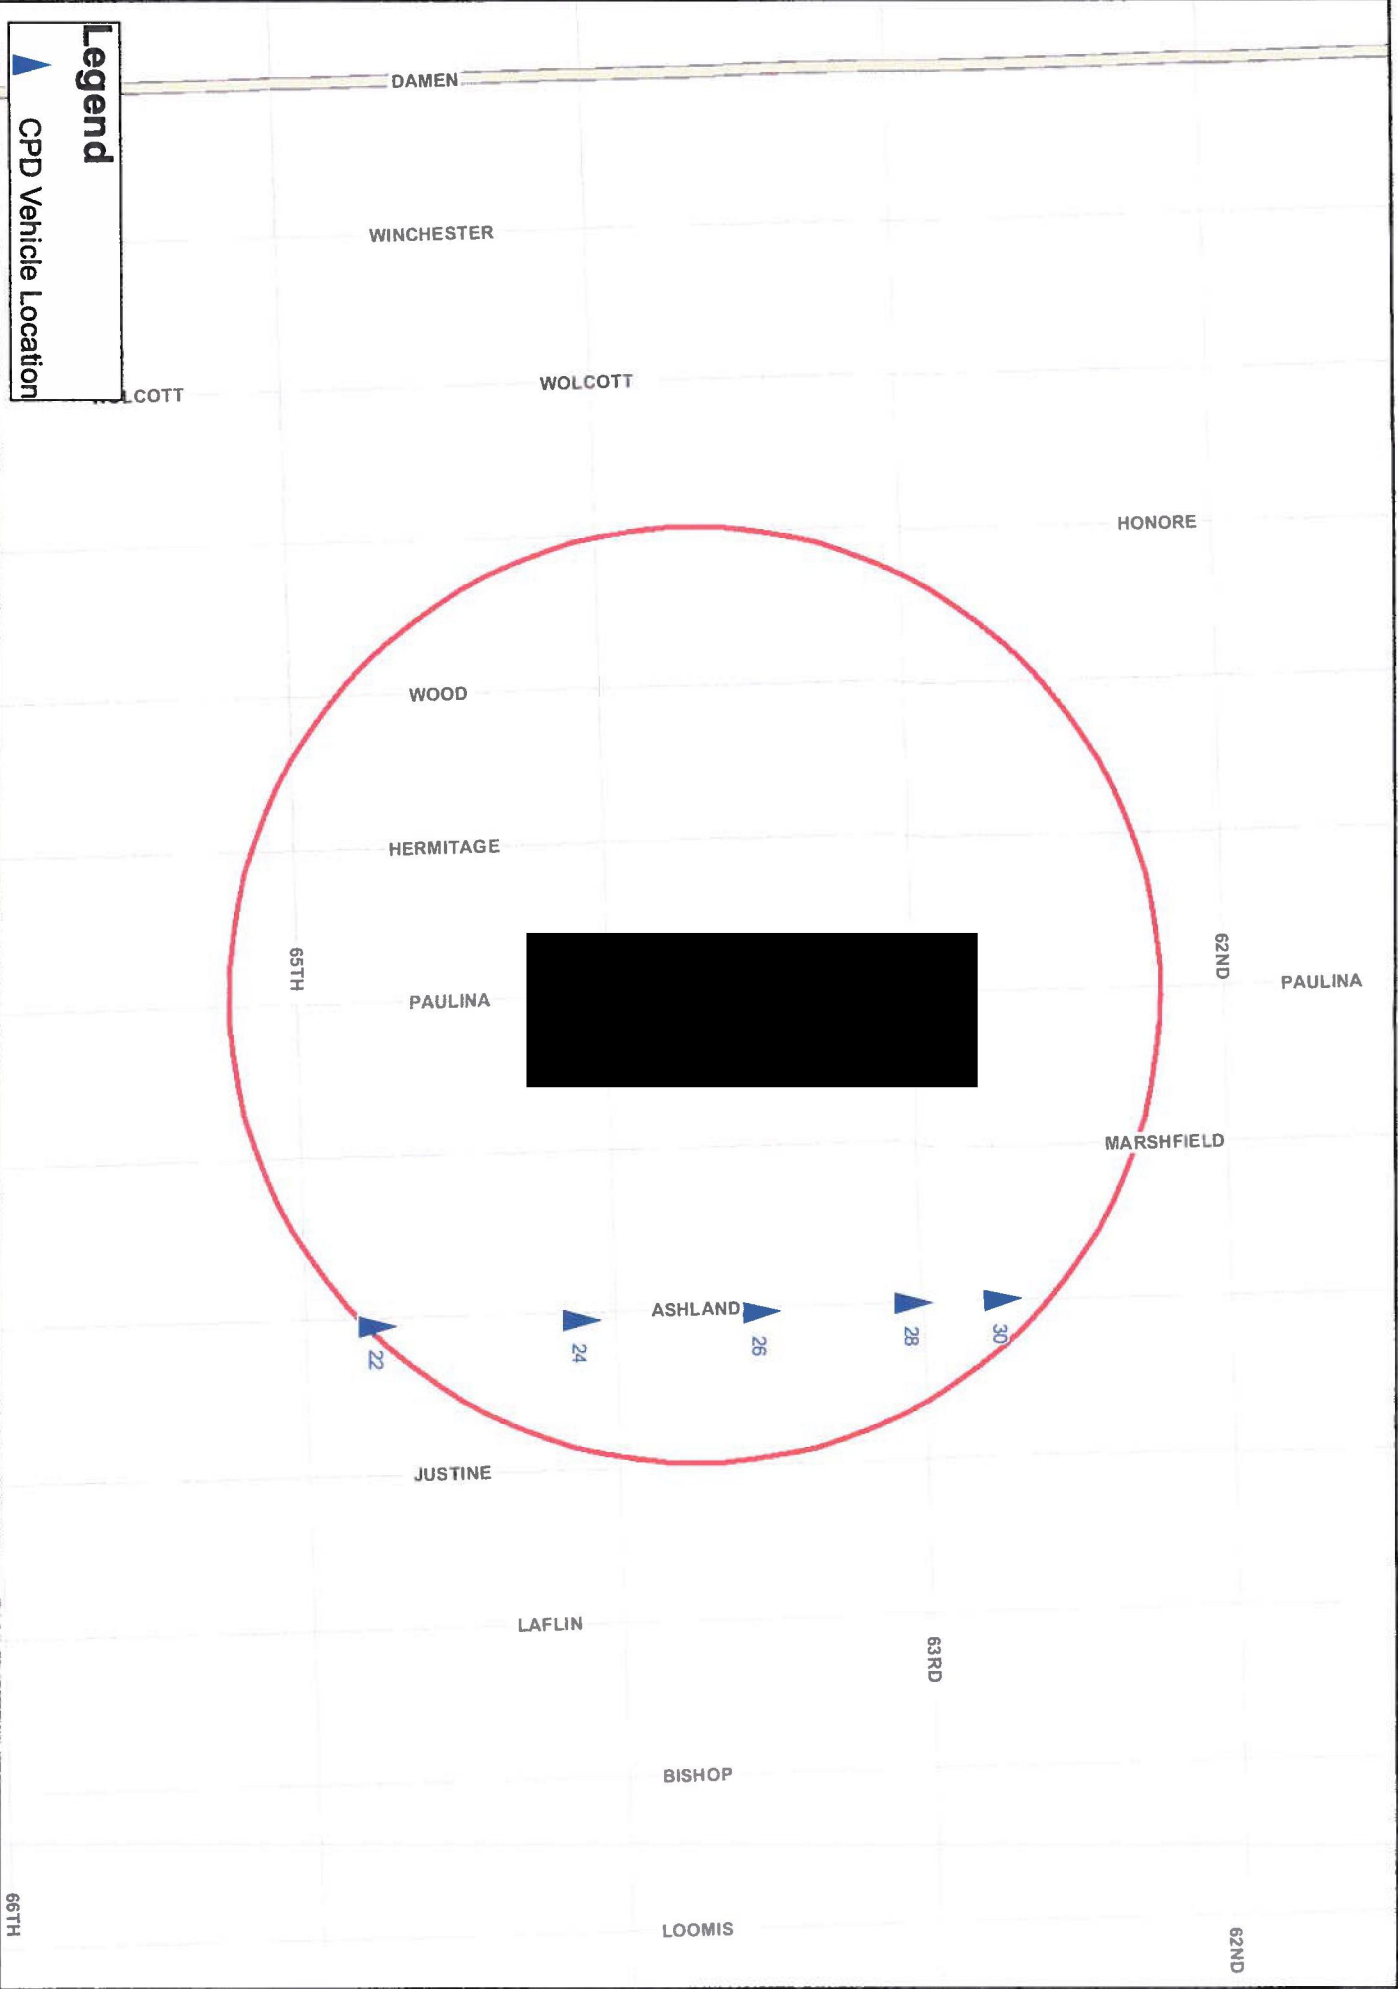 Legend
CPD Vehicle Location
DAMEN
WINCHESTER
WOLCOTT
OLCOTT
HONORE
WOOD
HERMITAGE
65TH
62ND
PAULINA
PAULINA
MARSHFIELD
ASHLAND
22
24
26
28
30
JUSTINE
LAFLIN
63RD
BISHOP
66TH
LOOMIS
62ND